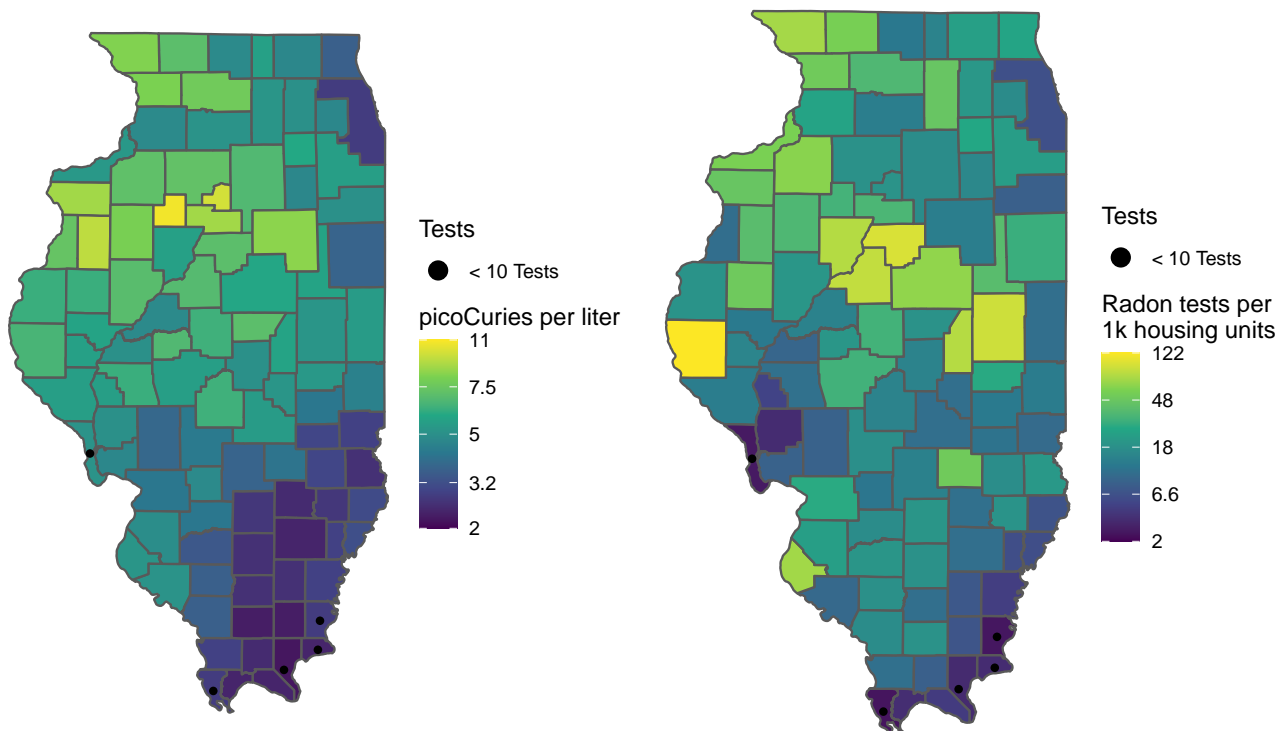 Tests
< 10 Tests
picoCuries per liter
11
7.5
5
3.2
2
Tests
< 10 Tests
Radon tests per
1k housing units
122
48
18
6.6
2